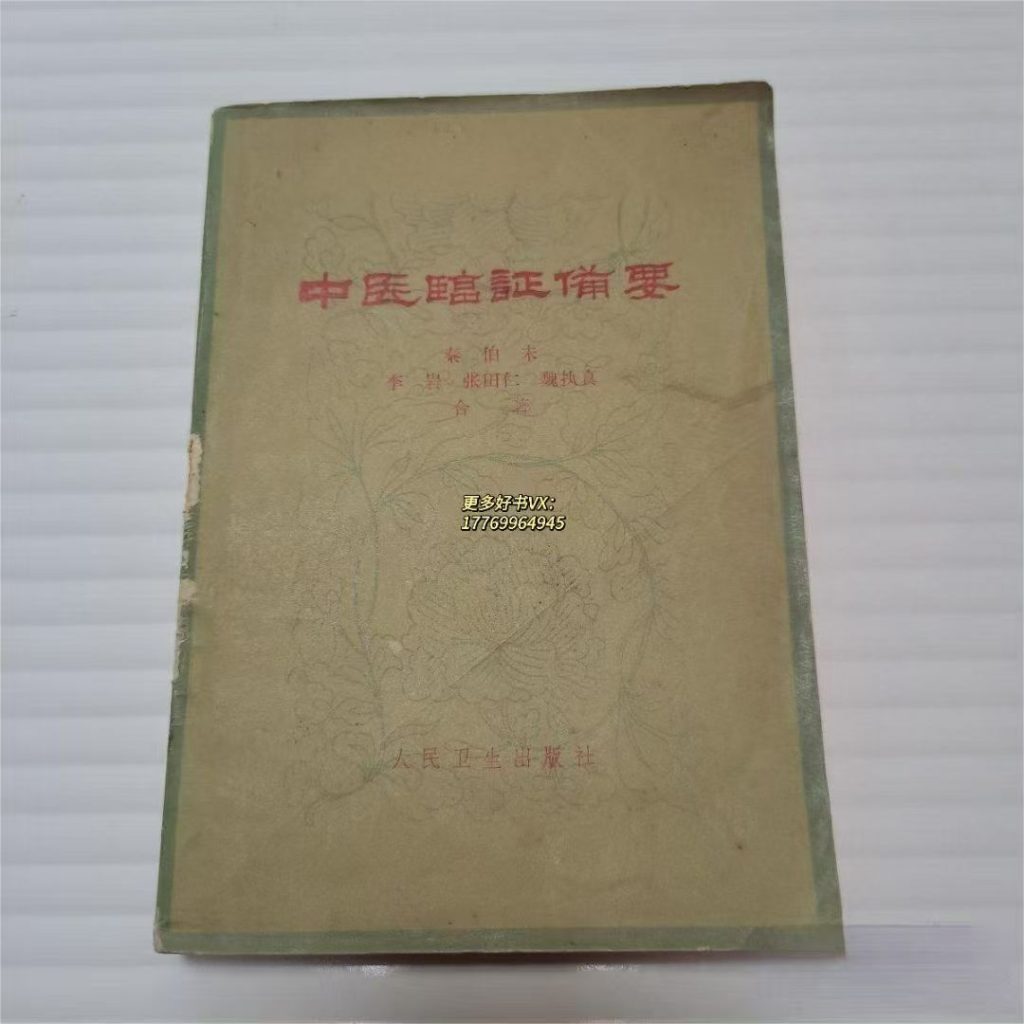 中医臨証備要
秦伯未
李岩 张田仁 魏执真
合著
更多好书VX：
17769964945
人民卫生出版社